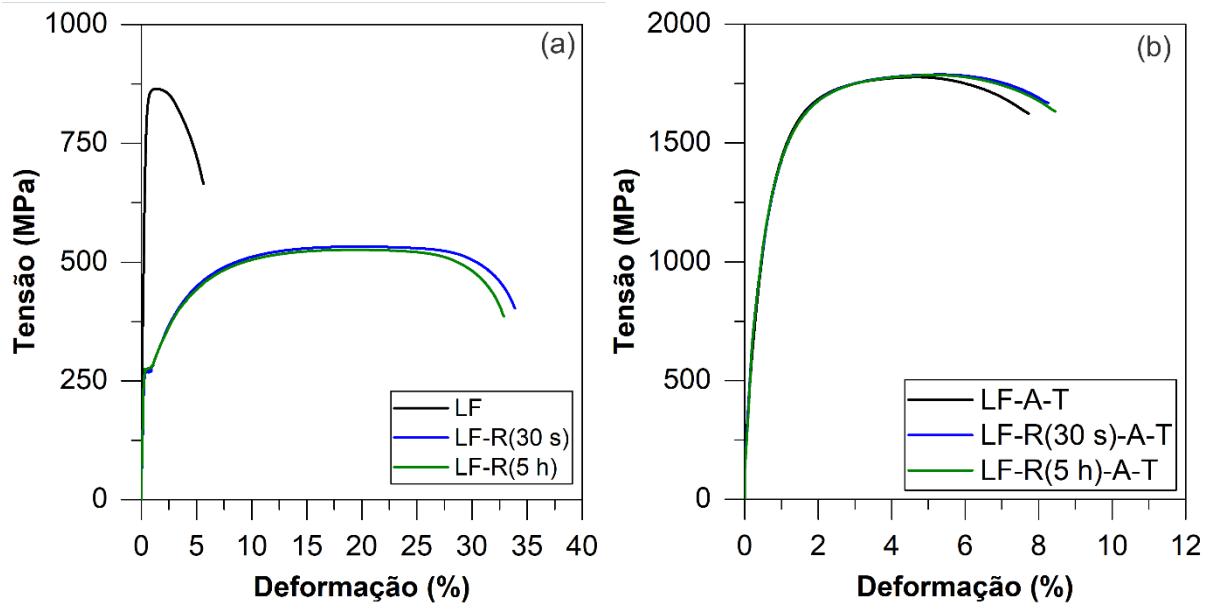 (a)
Tensão (MPa)
1000
750
500
250
0
0 5 10 15 20 25 30 35 40
Deformação (%)
LF
LF-R(30 s)
LF-R(5 h)
(b)
Tensão (MPa)
2000
1500
1000
500
0
0 2 4 6 8 10 12
Deformação (%)
LF-A-T
LF-R(30 s)-A-T
LF-R(5 h)-A-T